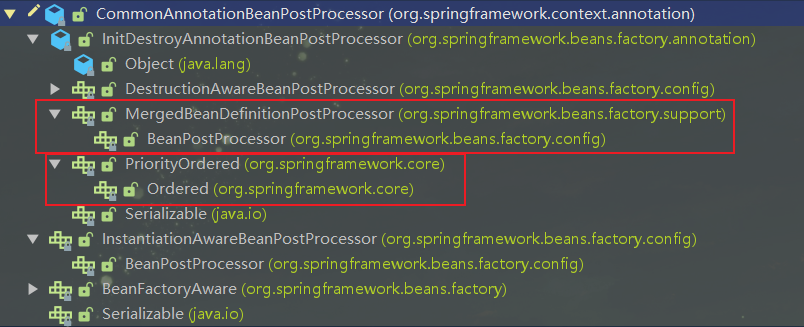 CommonAnnotationBeanPostProcessor (org.springframework.context.annotation)
InitDestroyAnnotationBeanPostProcessor (org.springframework.beans.factory.annotation)
Object (java.lang)
DestructionAwareBeanPostProcessor (org.springframework.beans.factory.config)
MergedBeanDefinitionPostProcessor (org.springframework.beans.factory.support)
BeanPostProcessor (org.springframework.beans.factory.config)
PriorityOrdered (org.springframework.core)
Ordered (org.springframework.core)
Serializable (java.io)
InstantiationAwareBeanPostProcessor (org.springframework.beans.factory.config)
BeanPostProcessor (org.springframework.beans.factory.config)
BeanFactoryAware (org.springframework.beans.factory)
Serializable (java.io)